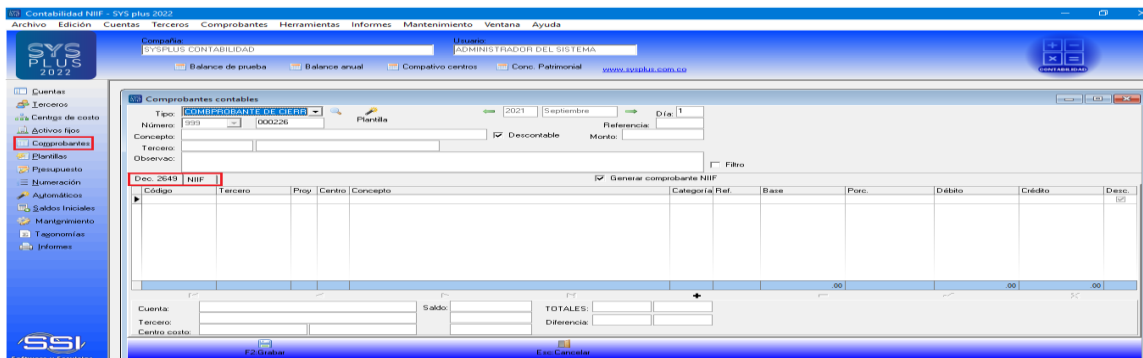 Contabilidad NIIF - SYS plus 2022
Archivo Edición Cuentas Terceros Comprobantes Herramientas Informes Mantenimiento Ventana Ayuda
SYS
PLUS
2022
Compañia:
SYSPLUS CONTABILIDAD
Usuario:
ADMINISTRADOR DEL SISTEMA
Balance de prueba Balance anual Compativo centros Conc. Patrimonial www.sysplus.com.co
CONTABILIDAD
Cuentas
Terceros
Centros de costo
Activos fijos
Comprobantes
Plantillas
Presupuesto
Numeración
Automáticos
Saldos Iniciales
Mantenimiento
Taxonomías
Informes
SSI
Comprobantes contables
Tipo: COMBPROBANTE DE CIERR Plantilla 2021 Septiembre Día: 1
Número: 999 000226 Referencia:
Concepto: Descontable Monto:
Tercero:
Observac: Filtro
Dec. 2649 NIIF Generar comprobante NIIF
Código Tercero Proy Centro Concepto Categoría Ref. Base Porc. Débito Crédito Desc.
.00 .00 .00
Cuenta: Saldo: TOTALES:
Tercero: Diferencia:
Centro costo:
F2:Grabar Esc:Cancelar